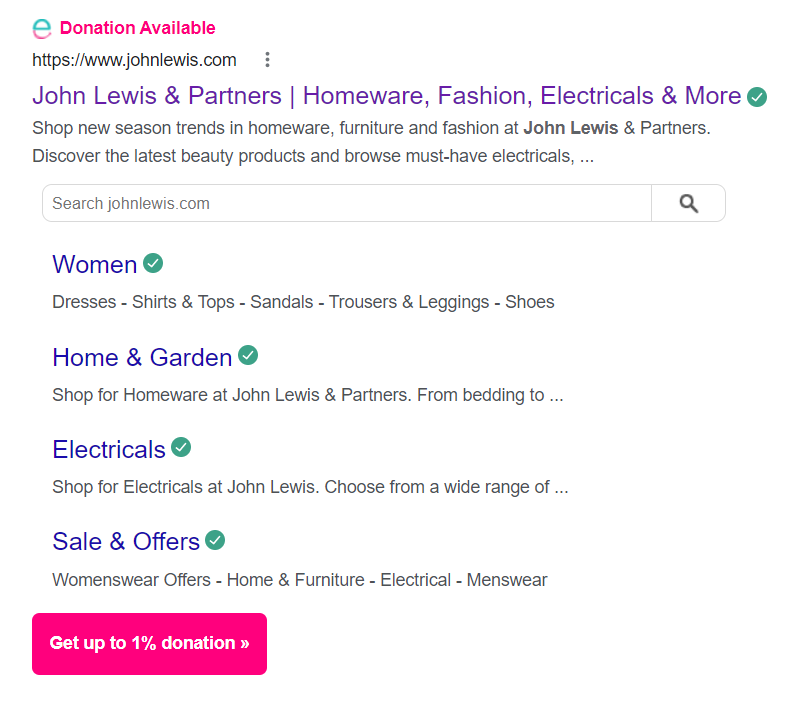 Donation Available
https://www.johnlewis.com
John Lewis & Partners | Homeware, Fashion, Electricals & More
Shop new season trends in homeware, furniture and fashion at John Lewis & Partners.
Discover the latest beauty products and browse must-have electricals, ...
Search johnlewis.com
Women
Dresses - Shirts & Tops - Sandals - Trousers & Leggings - Shoes
Home & Garden
Shop for Homeware at John Lewis & Partners. From bedding to ...
Electricals
Shop for Electricals at John Lewis. Choose from a wide range of ...
Sale & Offers
Womenswear Offers - Home & Furniture - Electrical - Menswear
Get up to 1% donation »